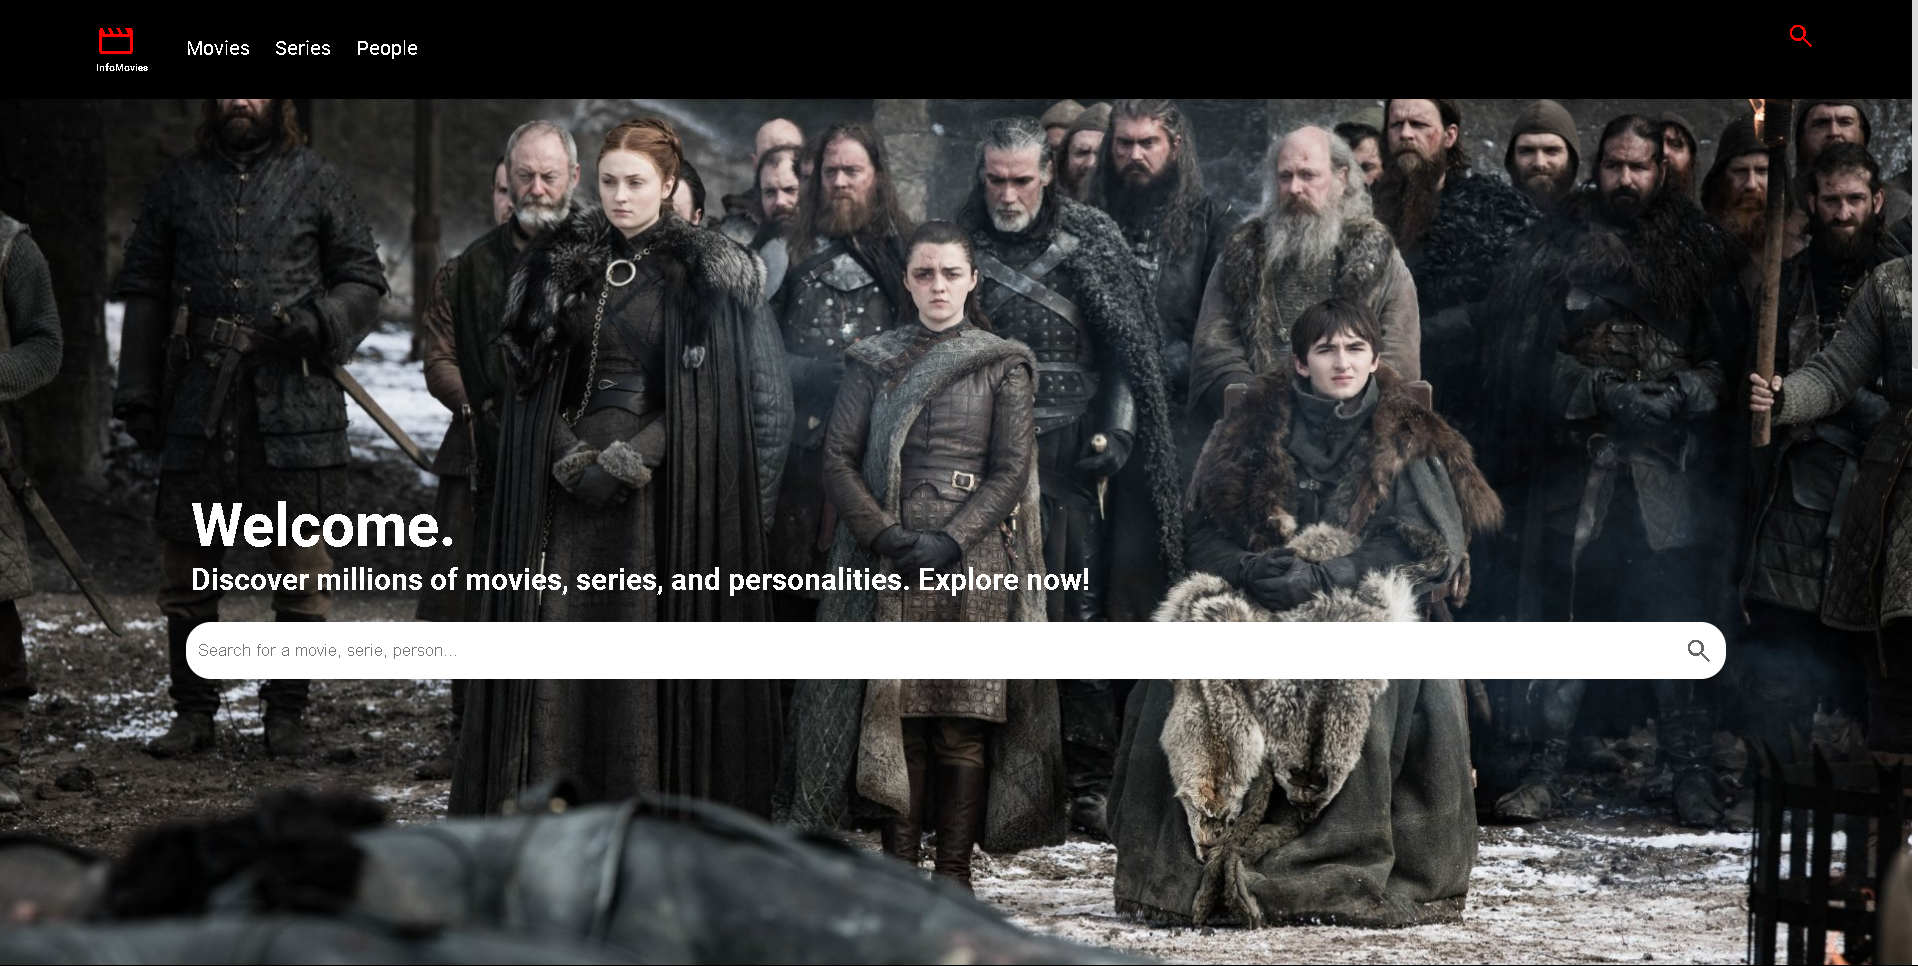 InfoMovies
Movies Series People
Welcome.
Discover millions of movies, series, and personalities. Explore now!
Search for a movie, serie, person...